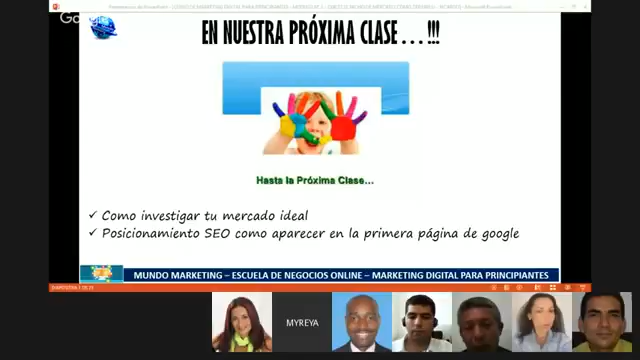 EN NUESTRA PRÓXIMA CLASE...!!!
Hasta la Próxima Clase...
✓ Como investigar tu mercado ideal
✓ Posicionamiento SEO como aparecer en la primera página de google
MUNDO MARKETING – ESCUELA DE NEGOCIOS ONLINE – MARKETING DIGITAL PARA PRINCIPIANTES
MYREYA